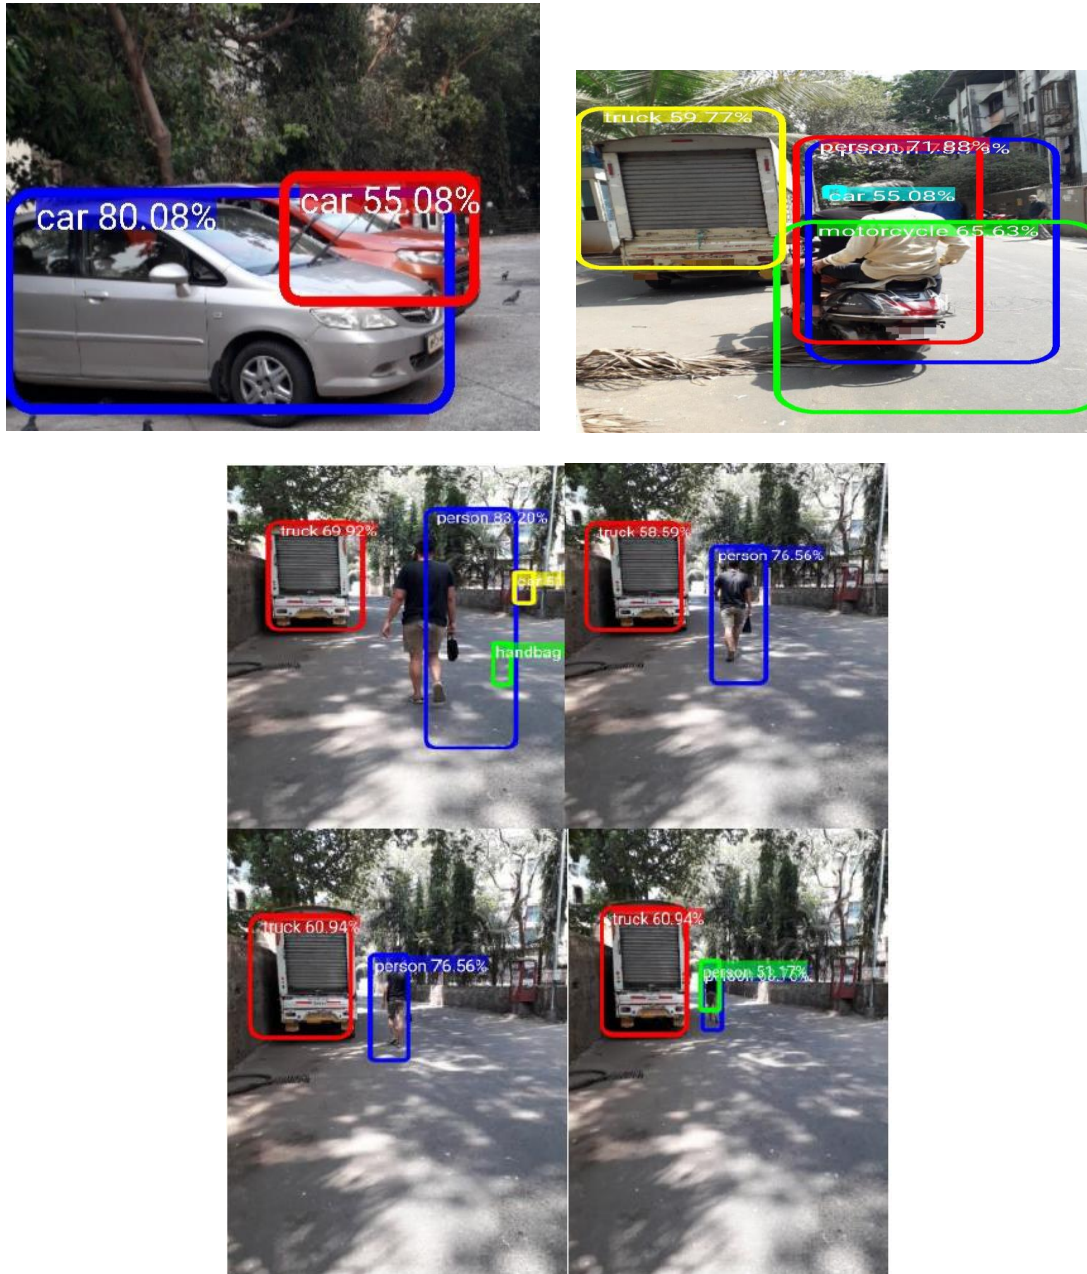 car 80.08%
car 55.08%
truck 59.77%
person 71.88%
car 55.08%
motorcycle 65.63%
truck 69.92%
person 83.20%
car
handbag
truck 58.59%
person 76.56%
truck 60.94%
person 76.56%
truck 60.94%
person 51.17%